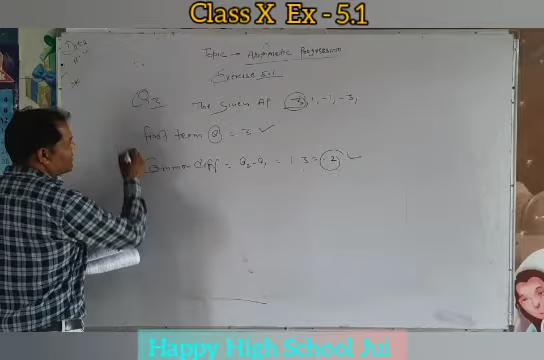 Class X Ex - 5.1
Topic → Arithmetic Progression
Exercise 5.1
Q3 The Given AP 3, 1, -1, -3,
first term a = 3 ✓
Common diff = a₂-a₁ = 1-3 = -2 ✓
Happy High School Jui